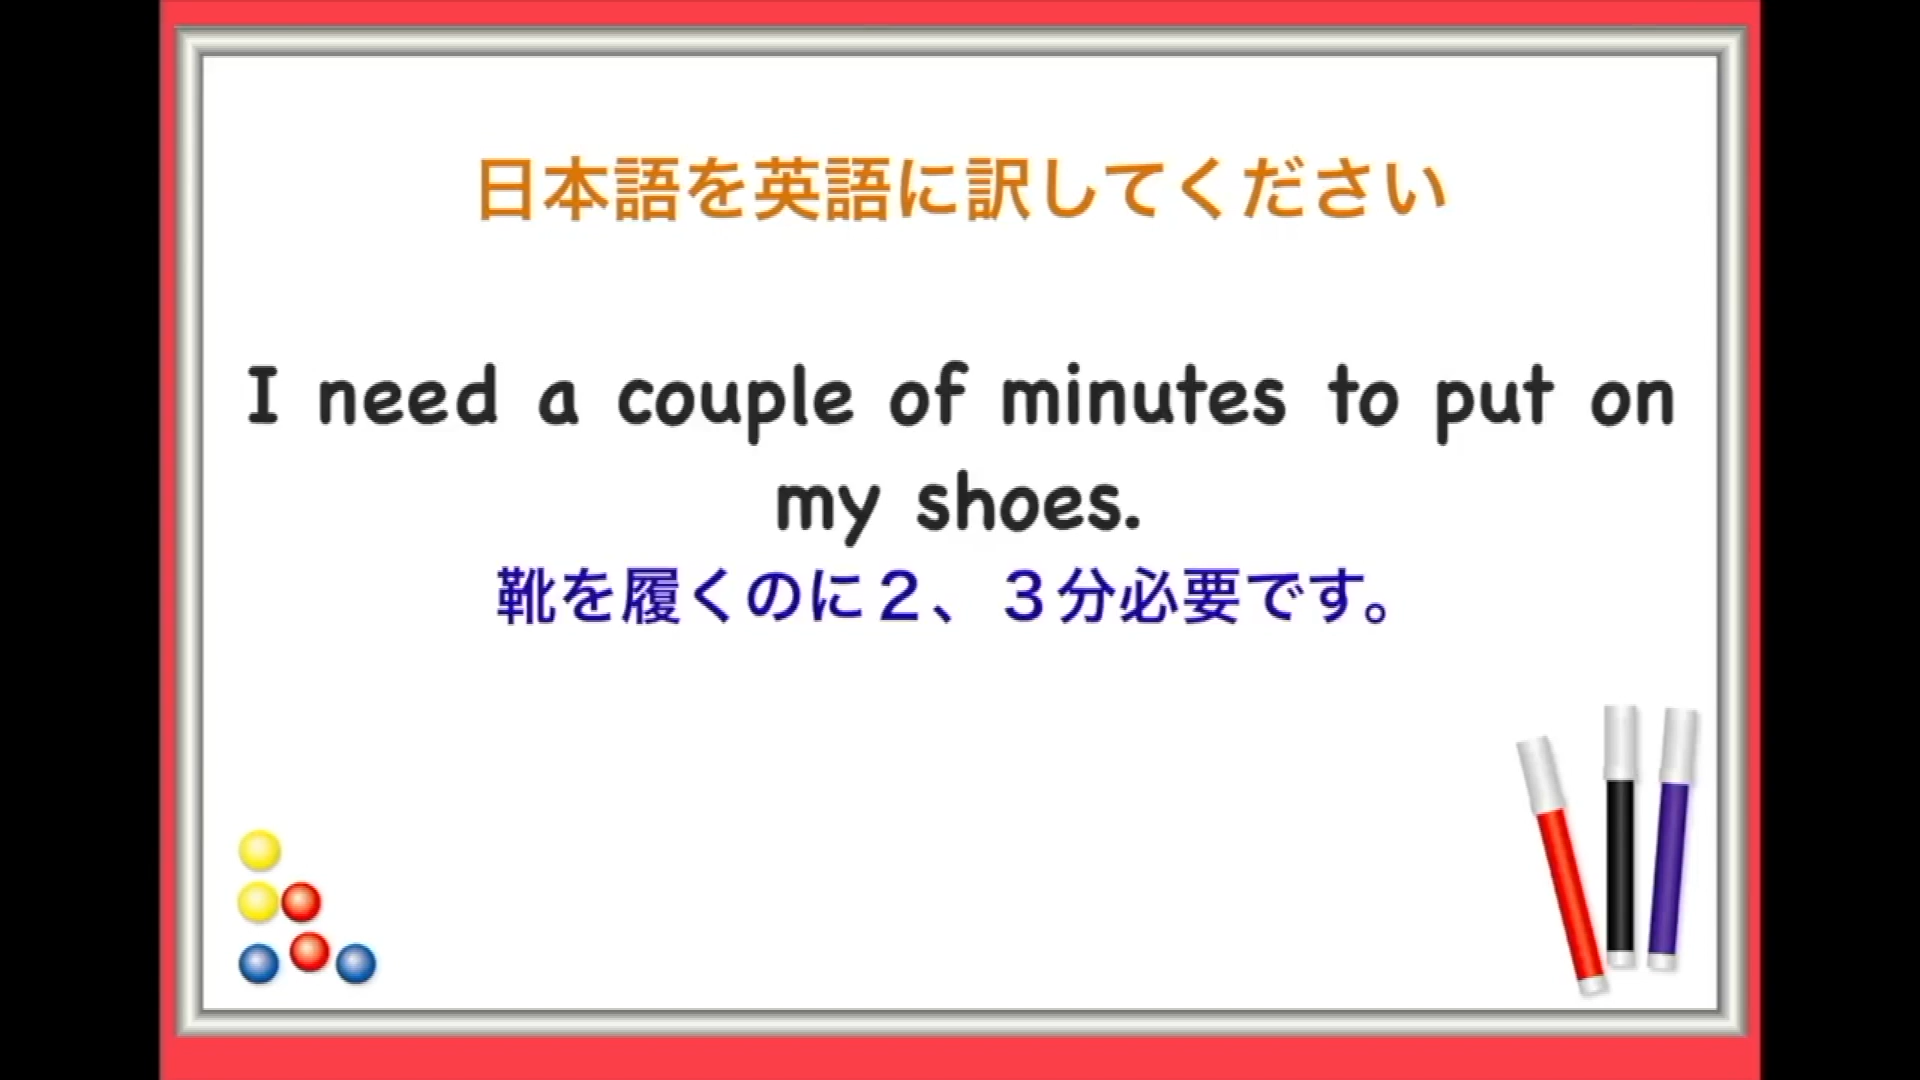 日本語を英語に訳してください
I need a couple of minutes to put on
my shoes.
靴を履くのに２、３分必要です。